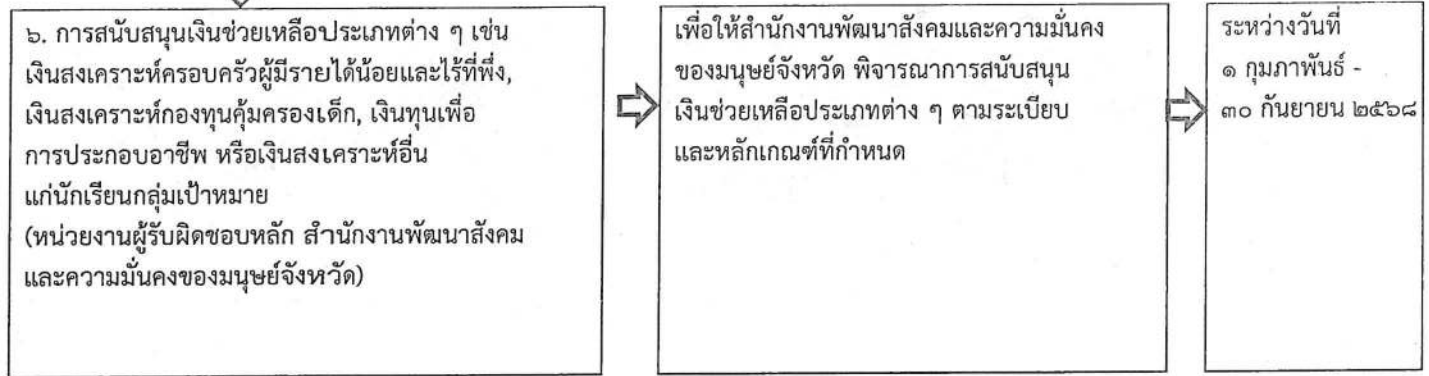 ๖. การสนับสนุนเงินช่วยเหลือประเภทต่าง ๆ เช่น
เงินสงเคราะห์ครอบครัวผู้มีรายได้น้อยและไร้ที่พึ่ง,
เงินสงเคราะห์กองทุนคุ้มครองเด็ก, เงินทุนเพื่อ
การประกอบอาชีพ หรือเงินสงเคราะห์อื่น
แก่นักเรียนกลุ่มเป้าหมาย
(หน่วยงานผู้รับผิดชอบหลัก สำนักงานพัฒนาสังคม
และความมั่นคงของมนุษย์จังหวัด)
เพื่อให้สำนักงานพัฒนาสังคมและความมั่นคง
ของมนุษย์จังหวัด พิจารณาการสนับสนุน
เงินช่วยเหลือประเภทต่าง ๆ ตามระเบียบ
และหลักเกณฑ์ที่กำหนด
ระหว่างวันที่
๑ กุมภาพันธ์ -
๓๐ กันยายน ๒๕๖๘